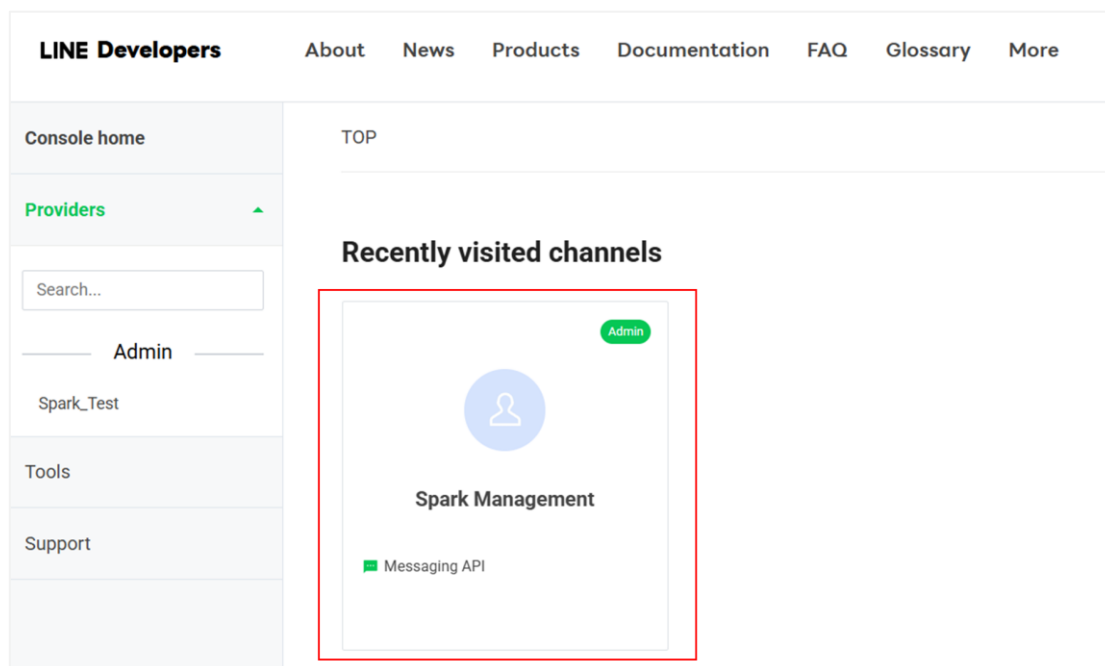 LINE Developers About News Products Documentation FAQ Glossary More
Console home
Providers
Search...
Admin
Spark_Test
Tools
Support
TOP
Recently visited channels
Admin
Spark Management
Messaging API